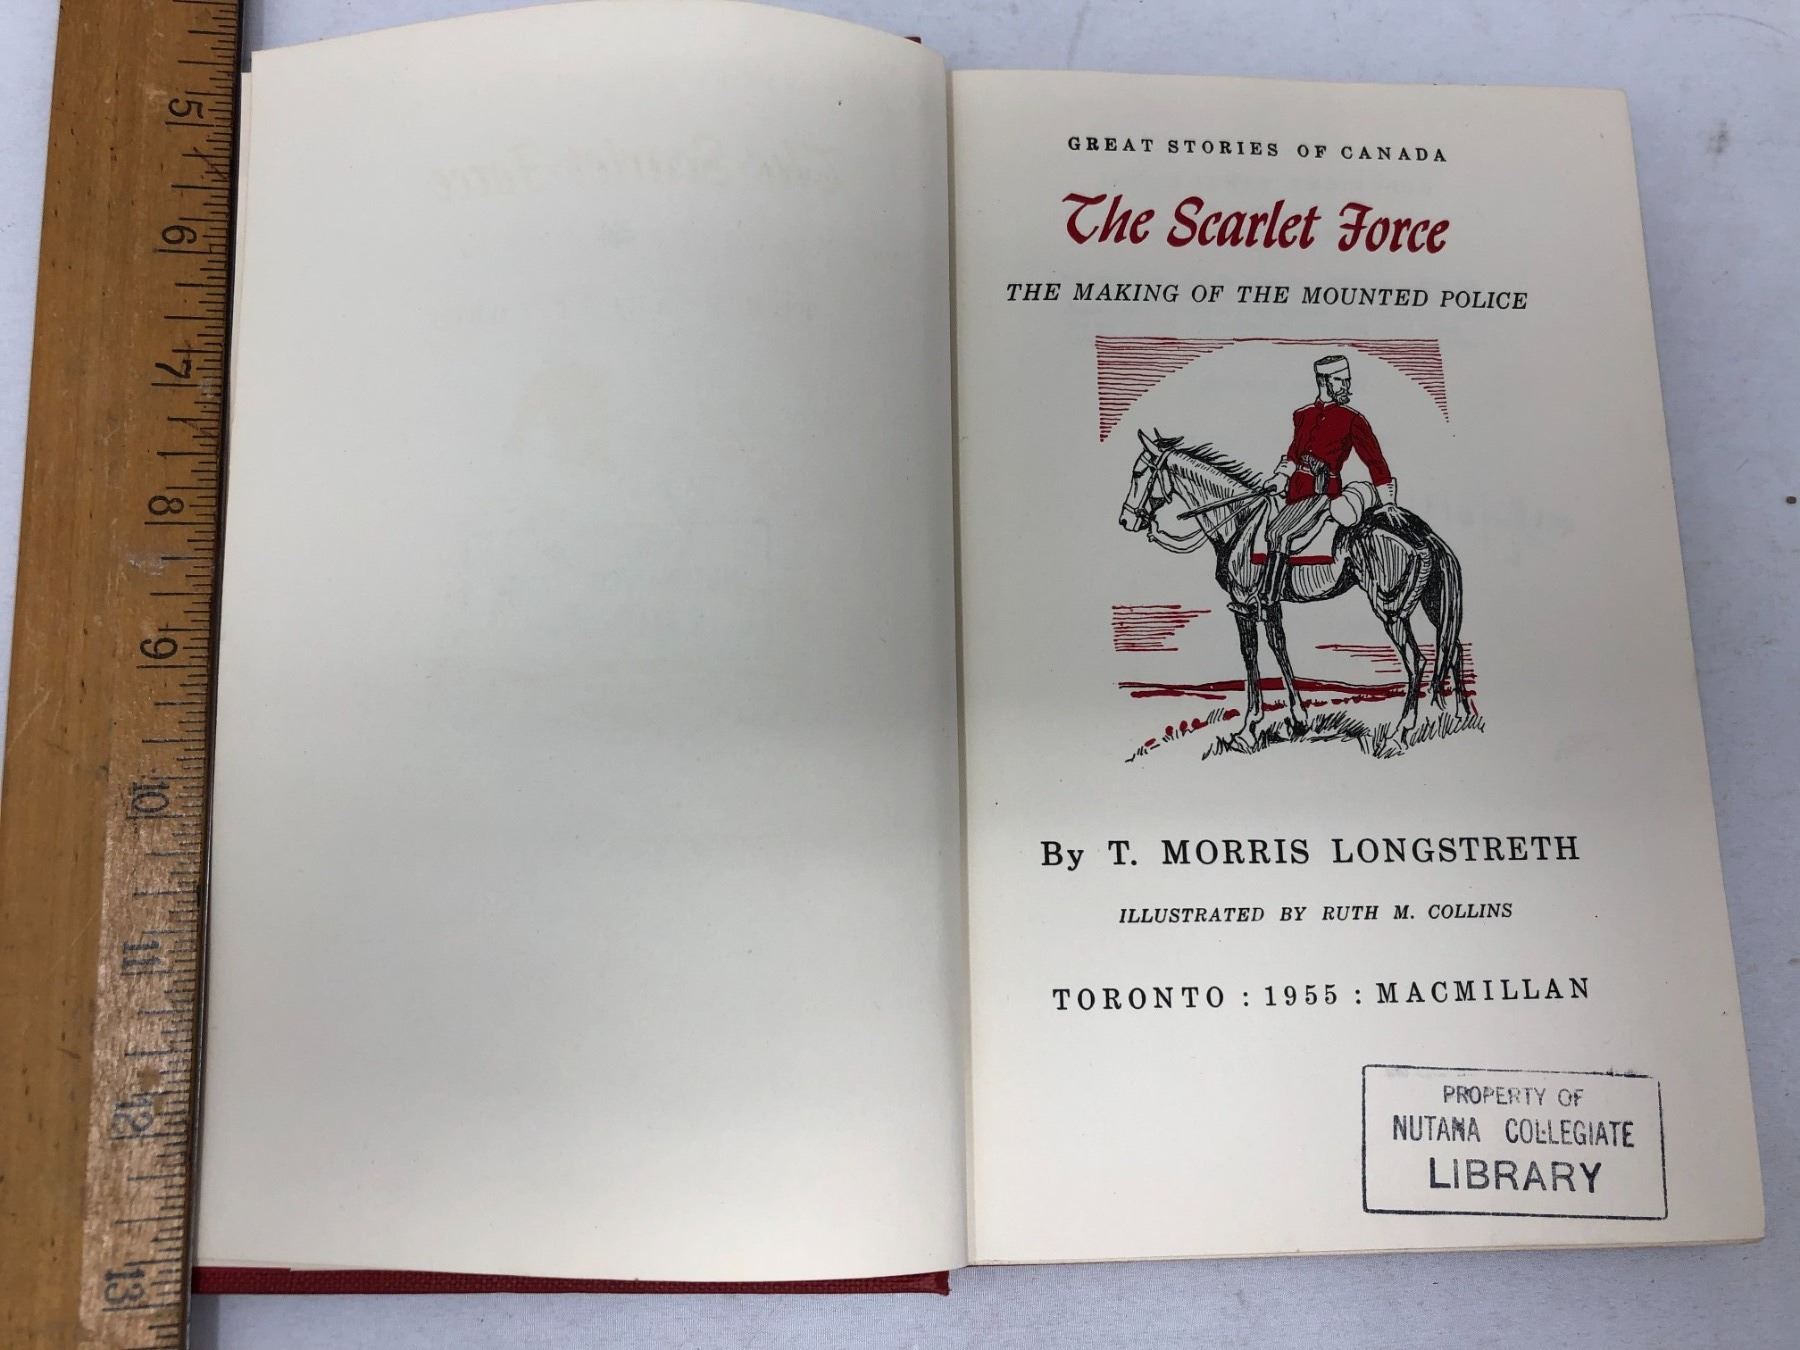 5
6
7
8
9
10
11
12
13
GREAT STORIES OF CANADA
The Scarlet Force
THE MAKING OF THE MOUNTED POLICE
By T. MORRIS LONGSTRETH
ILLUSTRATED BY RUTH M. COLLINS
TORONTO : 1955 : MACMILLAN
PROPERTY OF
NUTANA COLLEGIATE
LIBRARY